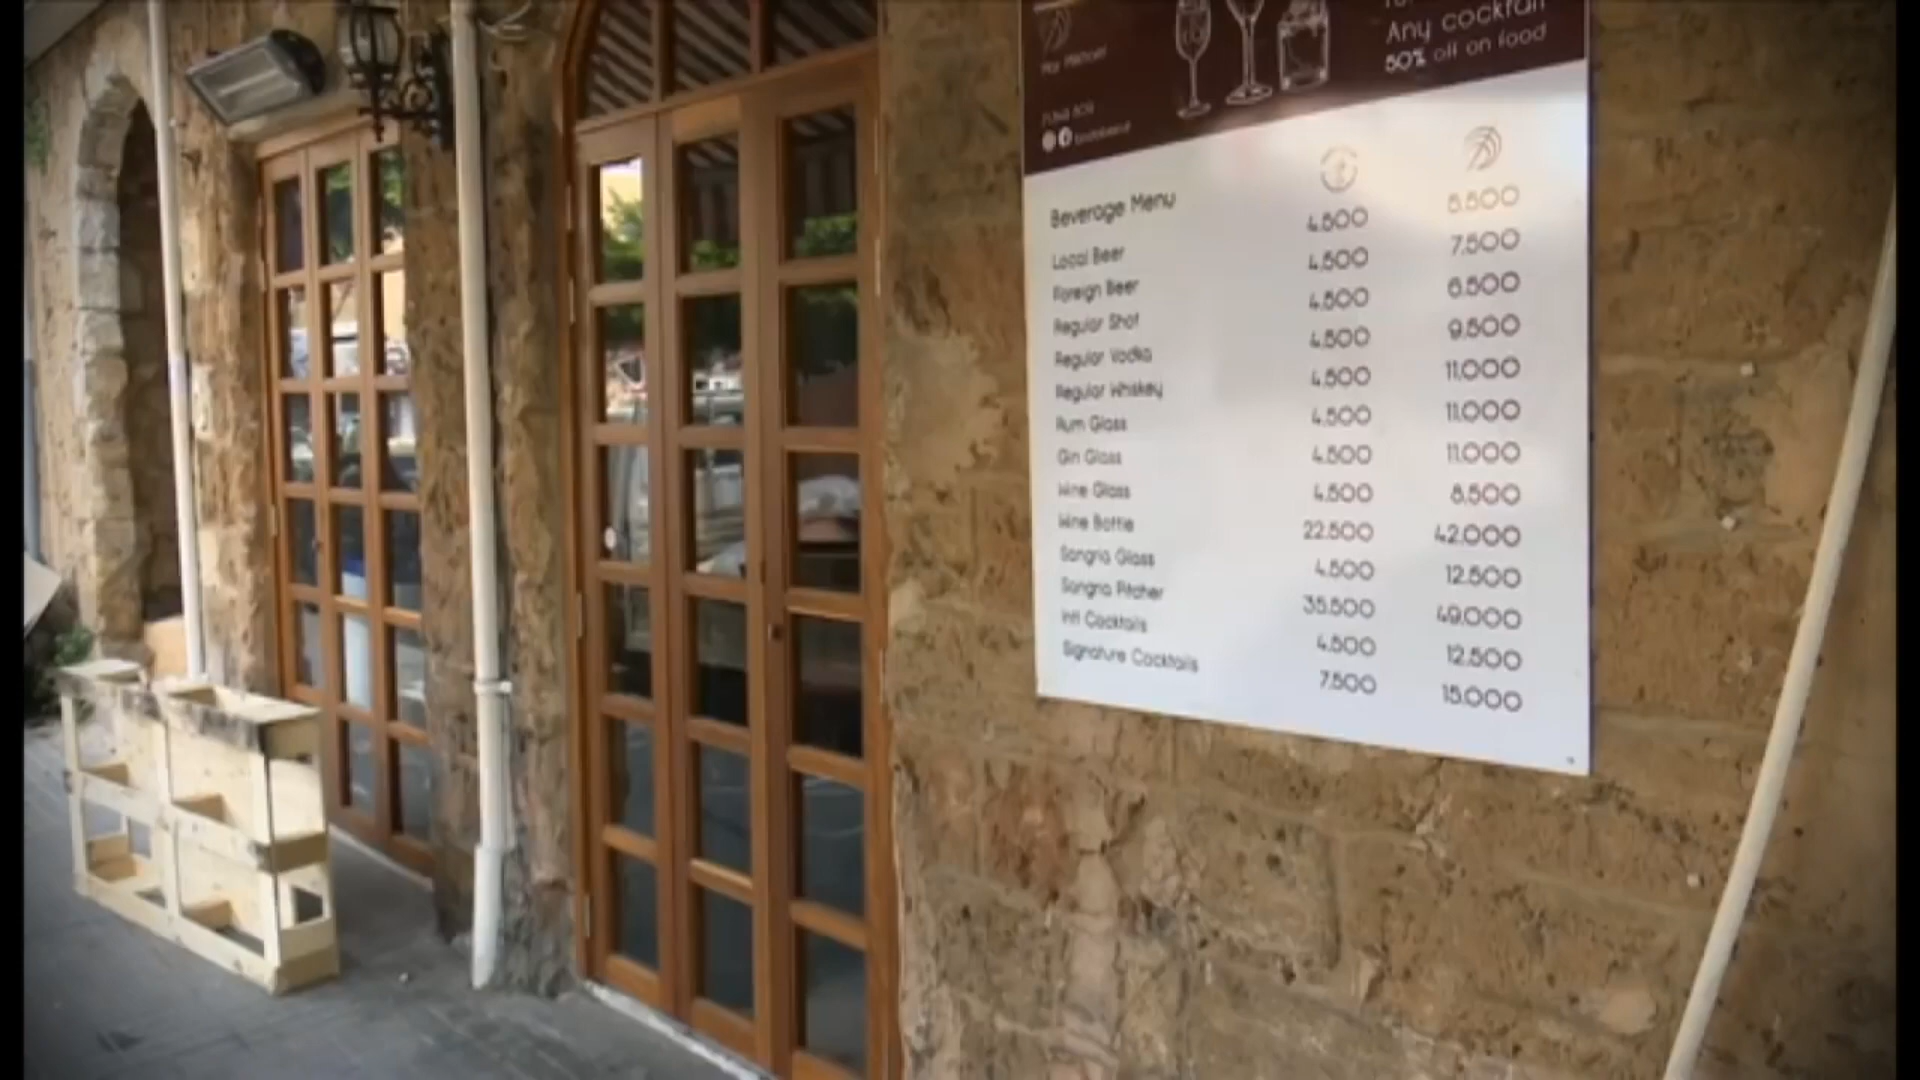 Any cocktail
50% off on food
Mar Mikhael
Beverage Menu
Local Beer 4.500 5.500
Foreign Beer 4.500 7.500
Regular Shot 4.500 6.500
Regular Vodka 4.500 9.500
Regular Whiskey 4.500 11.000
Rum Glass 4.500 11.000
Gin Glass 4.500 11.000
Wine Glass 4.500 8.500
Wine Bottle 22.500 42.000
Sangria Glass 4.500 12.500
Sangria Pitcher 35.500 49.000
Intl Cocktails 4.500 12.500
Signature Cocktails 7.500 15.000